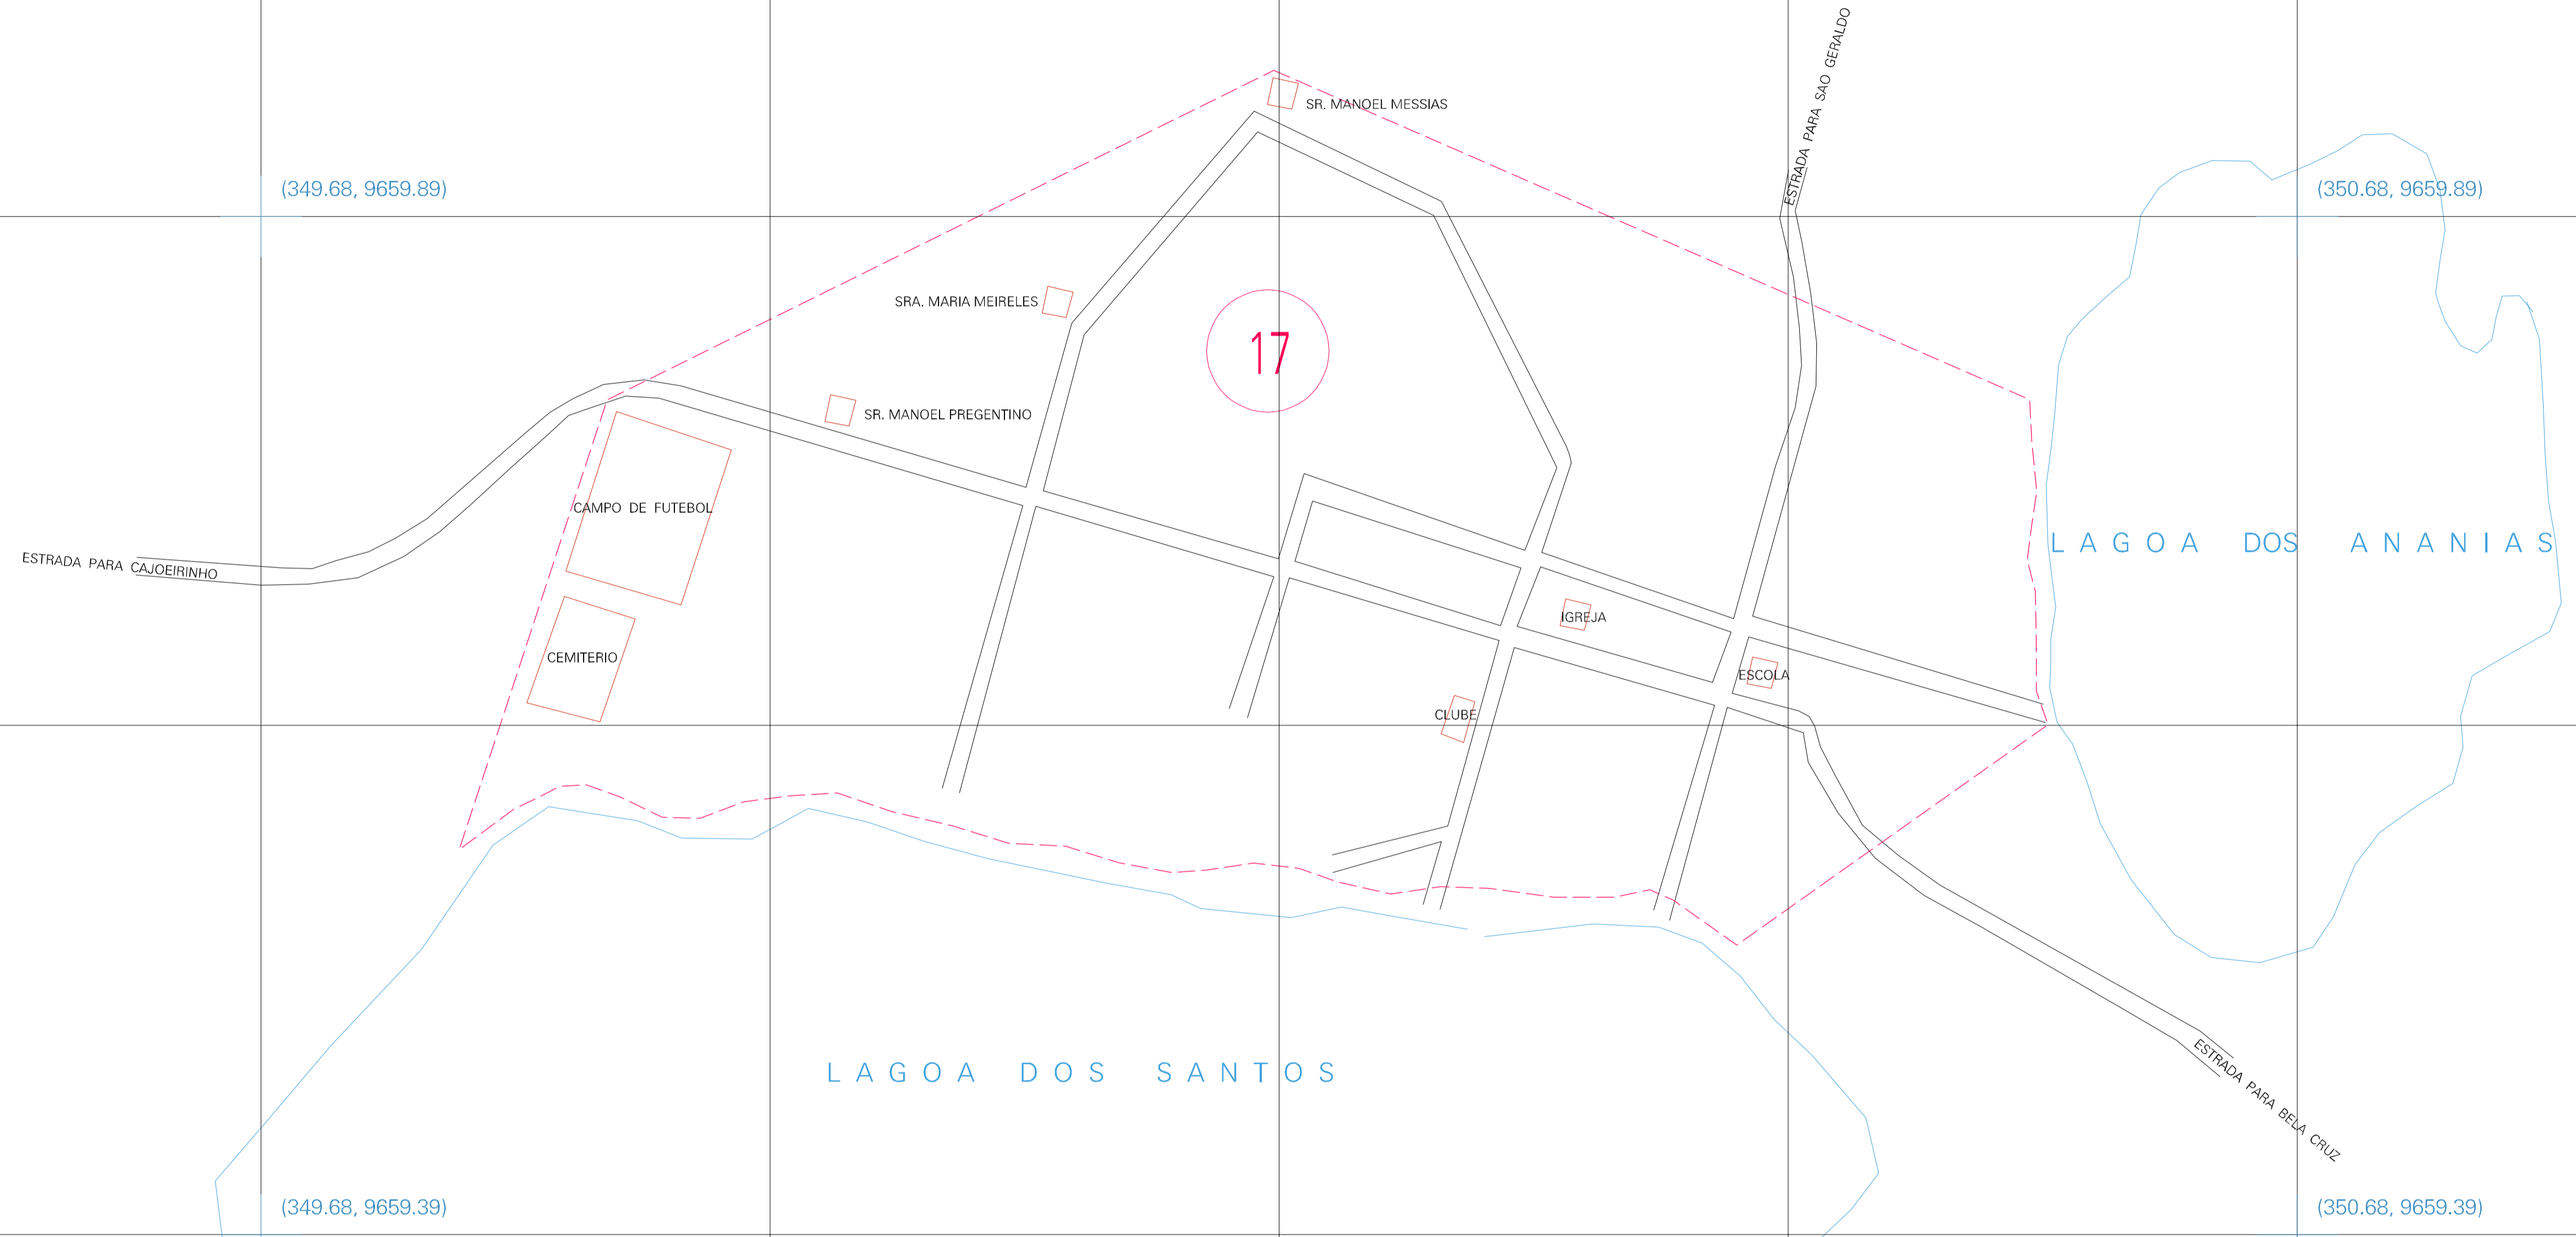 ESTRADA PARA SAO GERALDO
SR. MANOEL MESSIAS
(349.68, 9659.89)
(350.68, 9659.89)
SRA. MARIA MEIRELES
17
SR. MANOEL PREGENTINO
CAMPO DE FUTEBOL
LAGOA DOS ANANIAS
ESTRADA PARA CAJOEIRINHO
IGREJA
CEMITERIO
ESCOLA
CLUBE
LAGOA DOS SANTOS
ESTRADA PARA BELA CRUZ
(349.68, 9659.39)
(350.68, 9659.39)